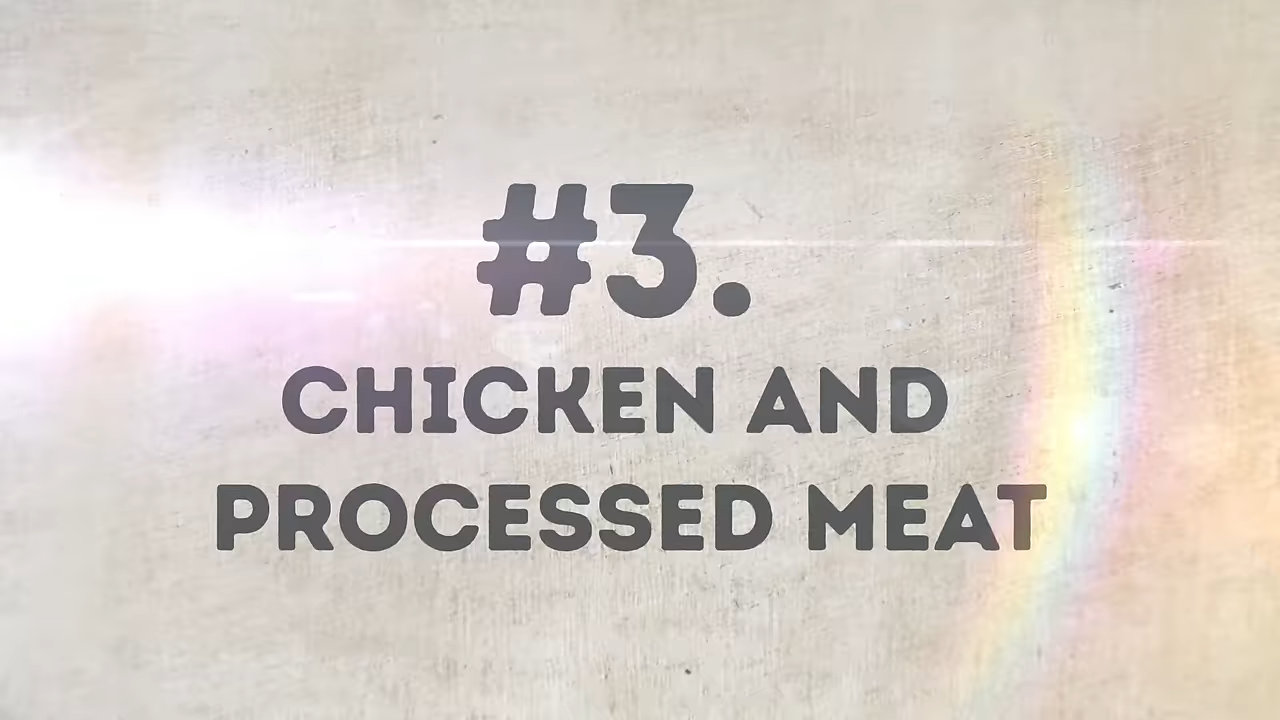 #3.
CHICKEN AND
PROCESSED MEAT